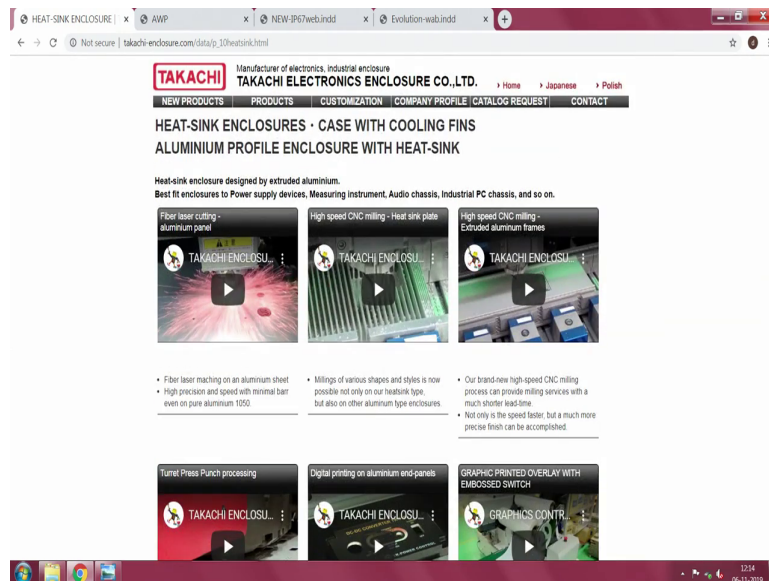 HEAT-SINK ENCLOSURE |
AWP
NEW-IP67web.indd
Evolution-wab.indd
Not secure | takachi-enclosure.com/data/p_10heatsink.html
d
TAKACHI
Manufacturer of electronics, industrial enclosure
TAKACHI ELECTRONICS ENCLOSURE CO.,LTD.
Home
Japanese
Polish
NEW PRODUCTS
PRODUCTS
CUSTOMIZATION
COMPANY PROFILE
CATALOG REQUEST
CONTACT
HEAT-SINK ENCLOSURES · CASE WITH COOLING FINS
ALUMINIUM PROFILE ENCLOSURE WITH HEAT-SINK
Heat-sink enclosure designed by extruded aluminium.
Best fit enclosures to Power supply devices, Measuring instrument, Audio chassis, Industrial PC chassis, and so on.
Fiber laser cutting -
aluminium panel
TAKACHI ENCLOSU...
High speed CNC milling - Heat sink plate
TAKACHI ENCLOSU...
High speed CNC milling -
Extruded aluminum frames
TAKACHI ENCLOSU...
• Fiber laser maching on an aluminium sheet
• High precision and speed with minimal barr
even on pure aluminium 1050.
• Millings of various shapes and styles is now
possible not only on our heatsink type,
but also on other aluminium type enclosures.
• Our brand-new high-speed CNC milling
process can provide milling services with a
much shorter lead-time.
• Not only is the speed faster, but a much more
precise finish can be accomplished.
Turret Press Punch processing
TAKACHI ENCLOSU...
Digital printing on aluminium end-panels
TAKACHI ENCLOSU...
GRAPHIC PRINTED OVERLAY WITH
EMBOSSED SWITCH
GRAPHICS CONTR...
12:14
06-11-2019